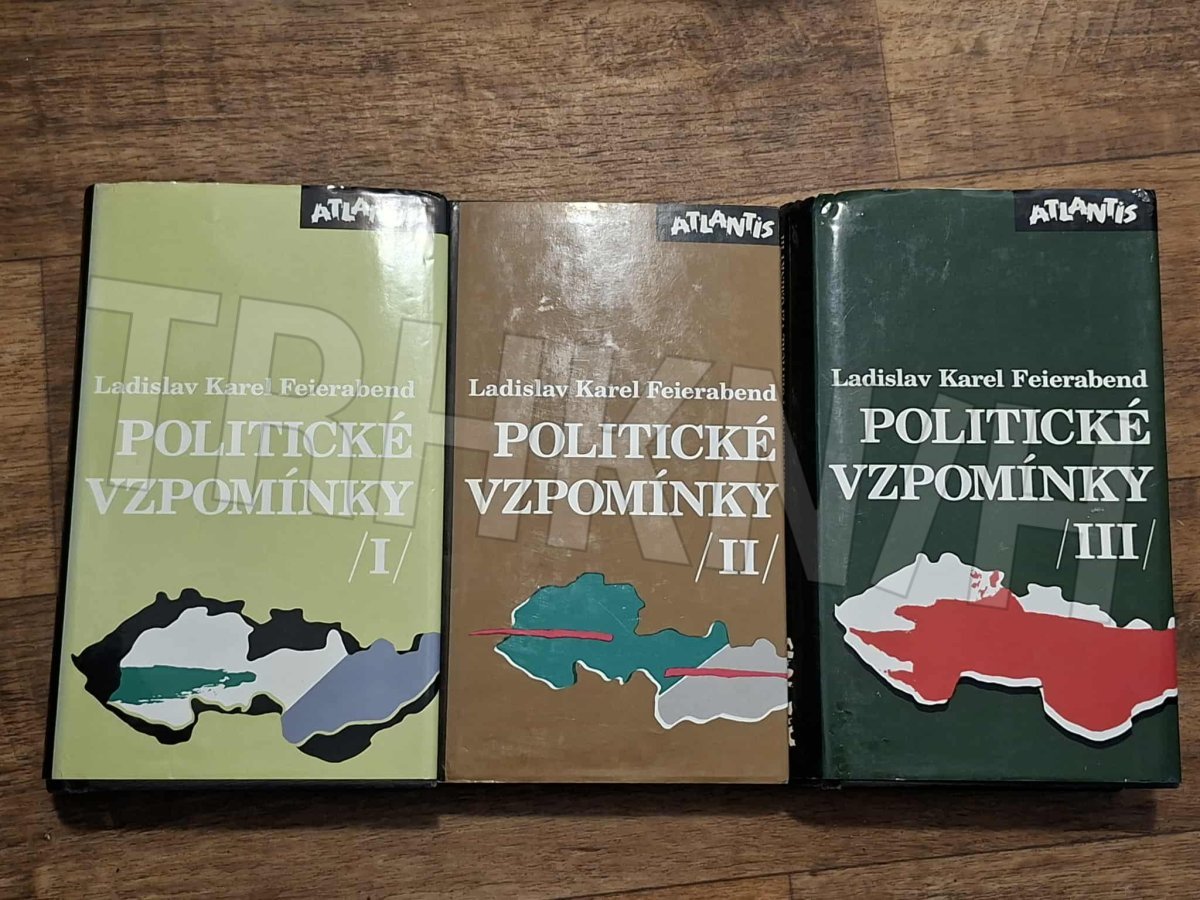 ATLANTIS
Ladislav Karel Feierabend
POLITICKÉ
VZPOMÍNKY
/I/
ATLANTIS
Ladislav Karel Feierabend
POLITICKÉ
VZPOMÍNKY
/II/
ATLANTIS
Ladislav Karel Feierabend
POLITICKÉ
VZPOMÍNKY
/III/
TRHKNIH